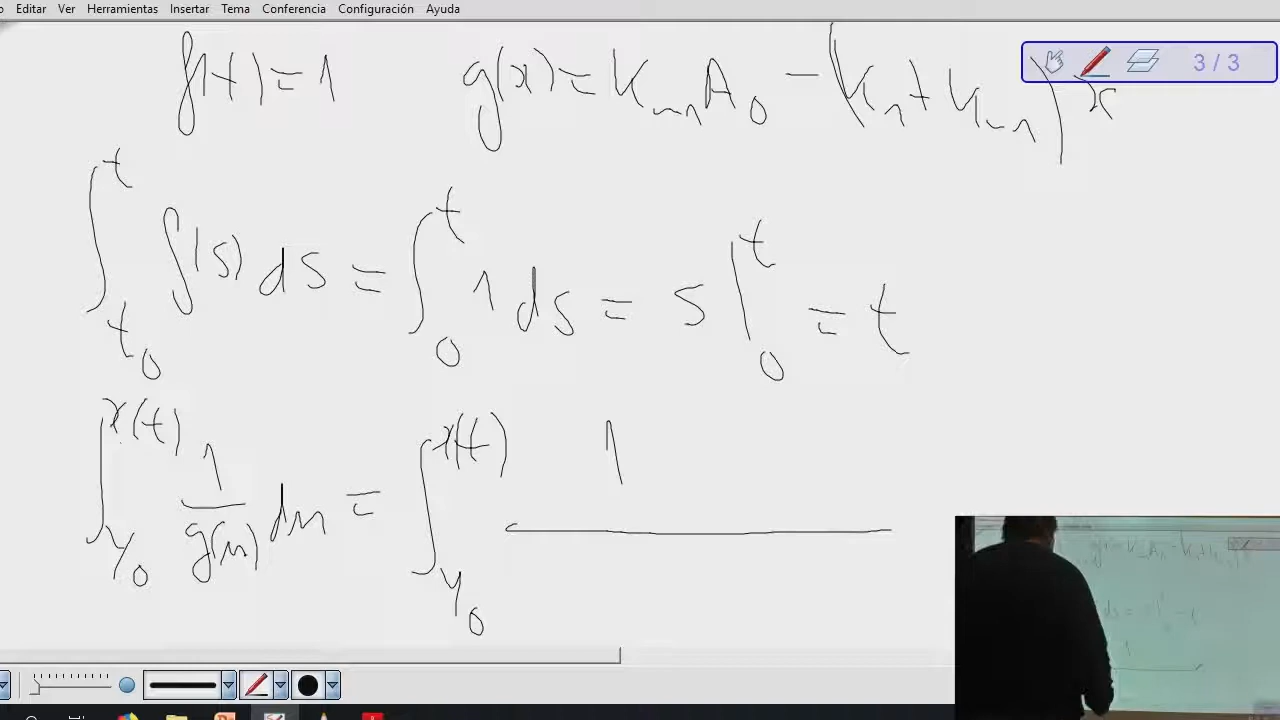 Editar Ver Herramientas Insertar Tema Conferencia Configuración Ayuda
3 / 3
f(t) = 1 g(x) = K₋₁A₀ − (K₁ + K₋₁)x
∫_{t₀}^{t} f(s) ds = ∫_{0}^{t} 1 ds = s |_{0}^{t} = t
∫_{y₀}^{x(t)} 1/g(u) du = ∫_{y₀}^{x(t)} 1/